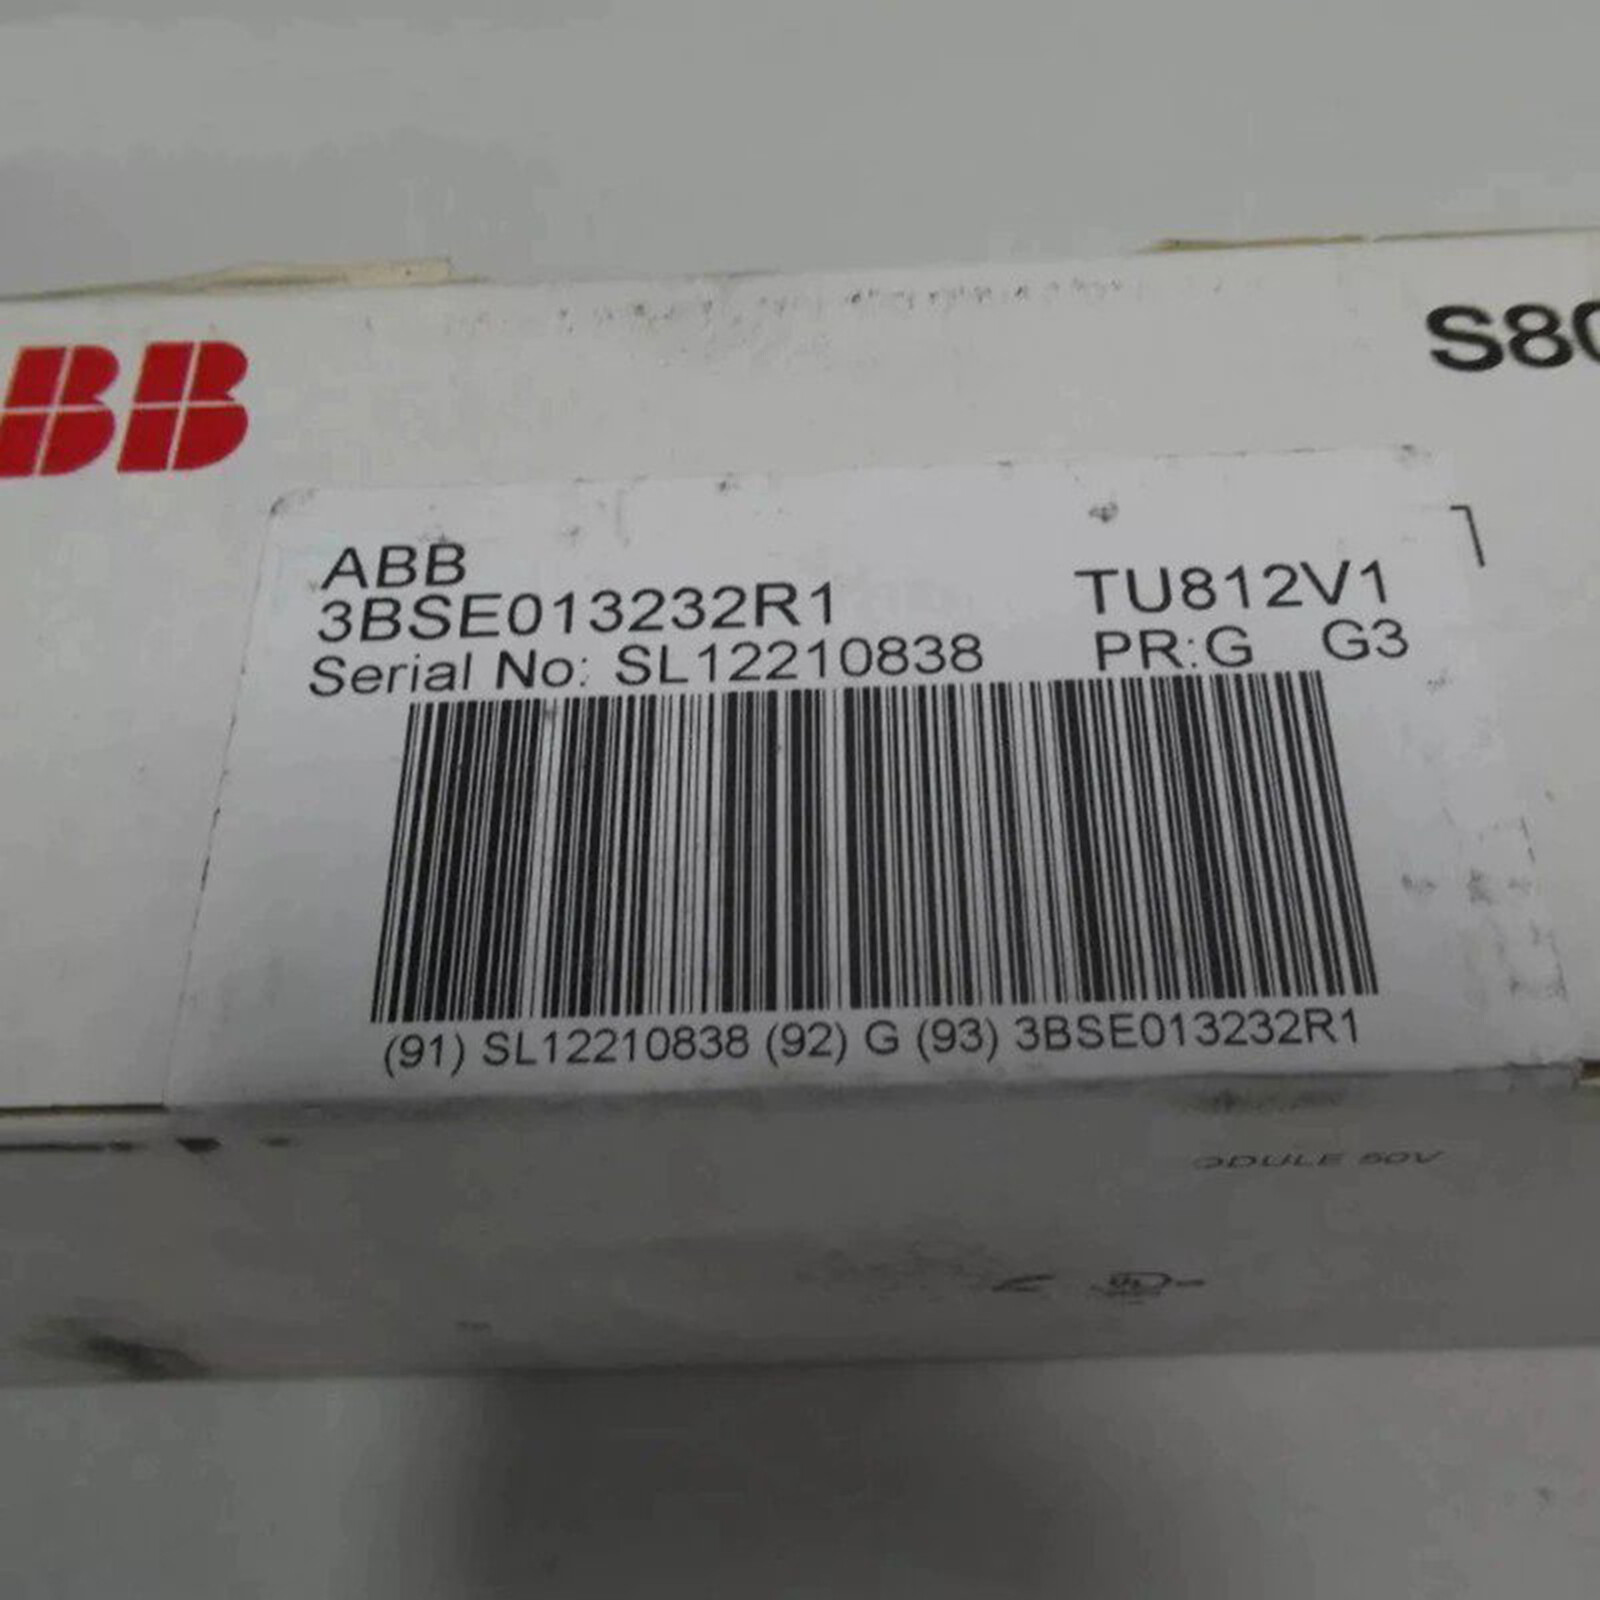 BB
S80
ABB
3BSE013232R1 TU812V1
Serial No: SL12210838 PR:G G3
(91) SL12210838 (92) G (93) 3BSE013232R1
ODULE 50V